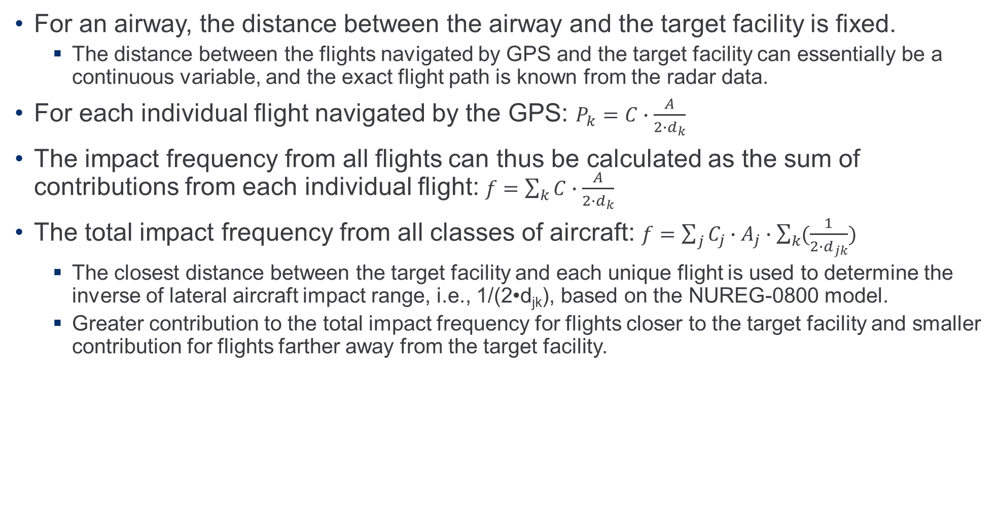 • For an airway, the distance between the airway and the target facility is fixed.
▪ The distance between the flights navigated by GPS and the target facility can essentially be a
continuous variable, and the exact flight path is known from the radar data.
• For each individual flight navigated by the GPS: $P_k = C \cdot \frac{A}{2 \cdot d_k}$
• The impact frequency from all flights can thus be calculated as the sum of
contributions from each individual flight: $f = \sum_k C \cdot \frac{A}{2 \cdot d_k}$
• The total impact frequency from all classes of aircraft: $f = \sum_j C_j \cdot A_j \cdot \sum_k (\frac{1}{2 \cdot d_{jk}})$
▪ The closest distance between the target facility and each unique flight is used to determine the
inverse of lateral aircraft impact range, i.e., 1/(2•d_{jk}), based on the NUREG-0800 model.
▪ Greater contribution to the total impact frequency for flights closer to the target facility and smaller
contribution for flights farther away from the target facility.